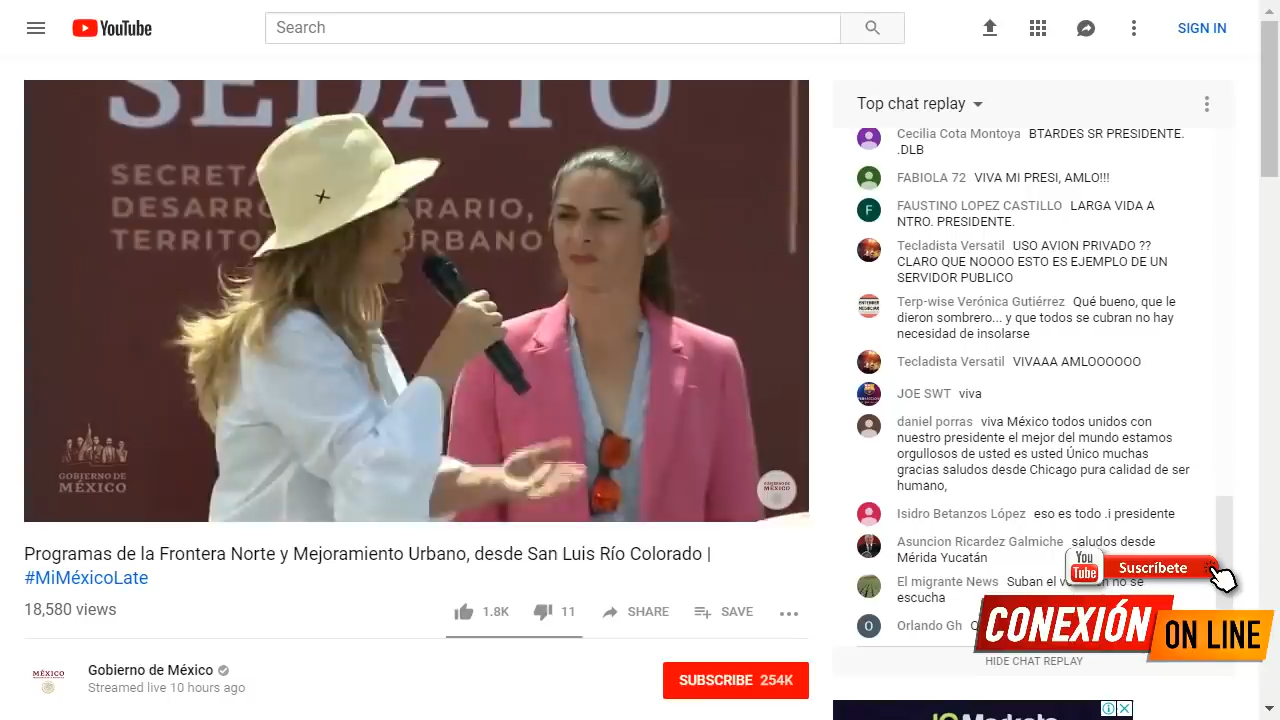 YouTube
Search
SIGN IN
SEDATU
SECRETA
DESARRO
TERRITO
RARIO,
URBANO
GOBIERNO DE
MÉXICO
Programas de la Frontera Norte y Mejoramiento Urbano, desde San Luis Río Colorado |
#MiMéxicoLate
18,580 views
1.8K
11
SHARE
SAVE
MÉXICO
Gobierno de México
Streamed live 10 hours ago
SUBSCRIBE 254K
Top chat replay
Cecilia Cota Montoya BTARDES SR PRESIDENTE.
.DLB
FABIOLA 72 VIVA MI PRESI, AMLO!!!
F
FAUSTINO LOPEZ CASTILLO LARGA VIDA A
NTRO. PRESIDENTE.
Tecladista Versatil USO AVION PRIVADO ??
CLARO QUE NOOOO ESTO ES EJEMPLO DE UN
SERVIDOR PUBLICO
Terp-wise Verónica Gutiérrez Qué bueno, que le
dieron sombrero... y que todos se cubran no hay
necesidad de insolarse
Tecladista Versatil VIVAAA AMLOOOOOO
JOE SWT viva
daniel porras viva México todos unidos con
nuestro presidente el mejor del mundo estamos
orgullosos de usted es usted Único muchas
gracias saludos desde Chicago pura calidad de ser
humano,
Isidro Betanzos López eso es todo .i presidente
Asuncion Ricardez Galmiche saludos desde
Mérida Yucatán
El migrante News Suban el no se
escucha
O
Orlando Gh
HIDE CHAT REPLAY
You
Tube
Suscríbete
CONEXIÓN
ON LINE